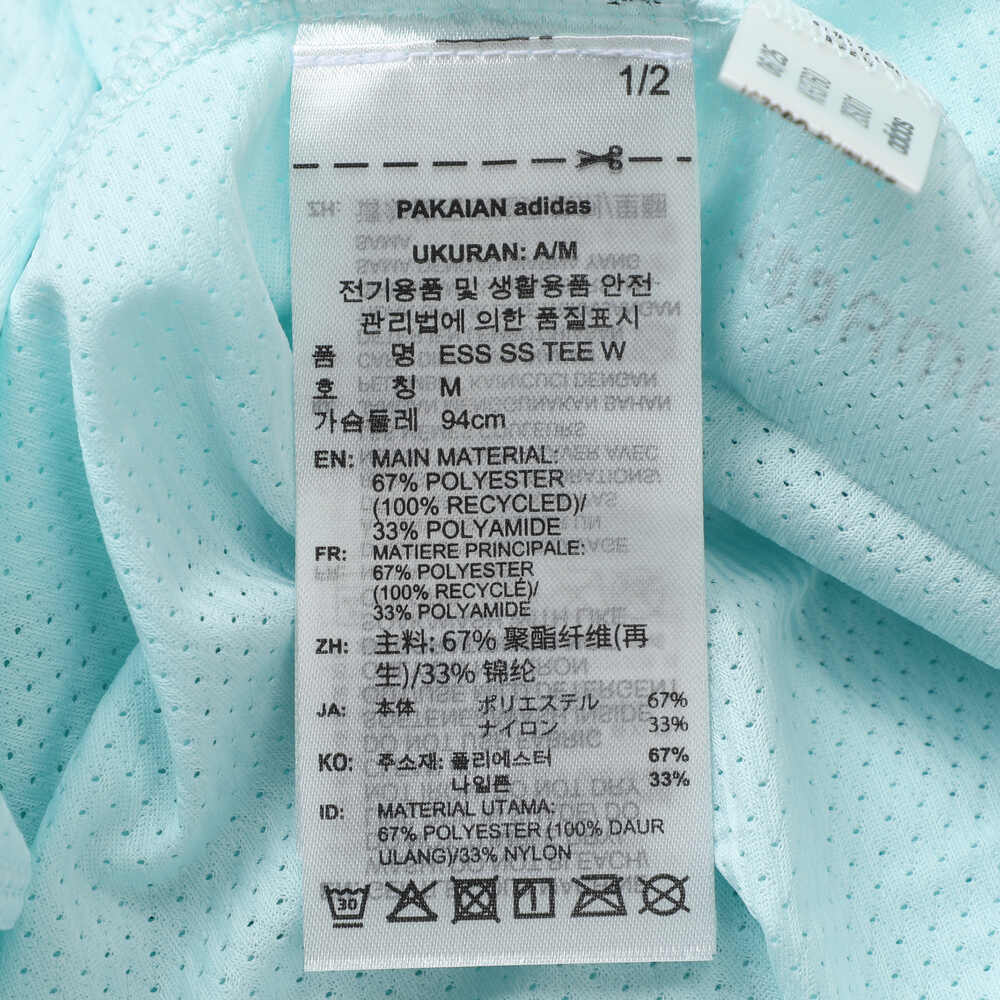 1/2
PAKAIAN adidas
UKURAN: A/M
전기용품 및 생활용품 안전
관리법에 의한 품질표시
품 명 ESS SS TEE W
호 칭 M
가슴둘레 94cm
EN: MAIN MATERIAL:
67% POLYESTER
(100% RECYCLED)/
33% POLYAMIDE
FR: MATIERE PRINCIPALE:
67% POLYESTER
(100% RECYCLÉ)/
33% POLYAMIDE
ZH: 主料: 67% 聚酯纤维(再
生)/33% 锦纶
JA: 本体 ポリエステル 67%
ナイロン 33%
KO: 주소재: 폴리에스터 67%
나일론 33%
ID: MATERIAL UTAMA:
67% POLYESTER (100% DAUR
ULANG)/33% NYLON
30